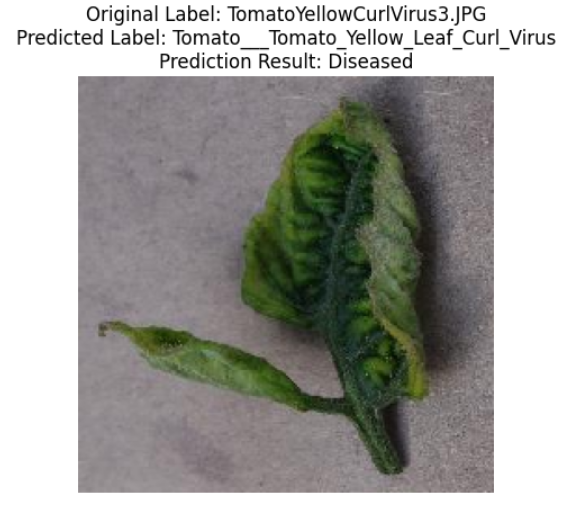 Original Label: TomatoYellowCurlVirus3.JPG
Predicted Label: Tomato___Tomato_Yellow_Leaf_Curl_Virus
Prediction Result: Diseased